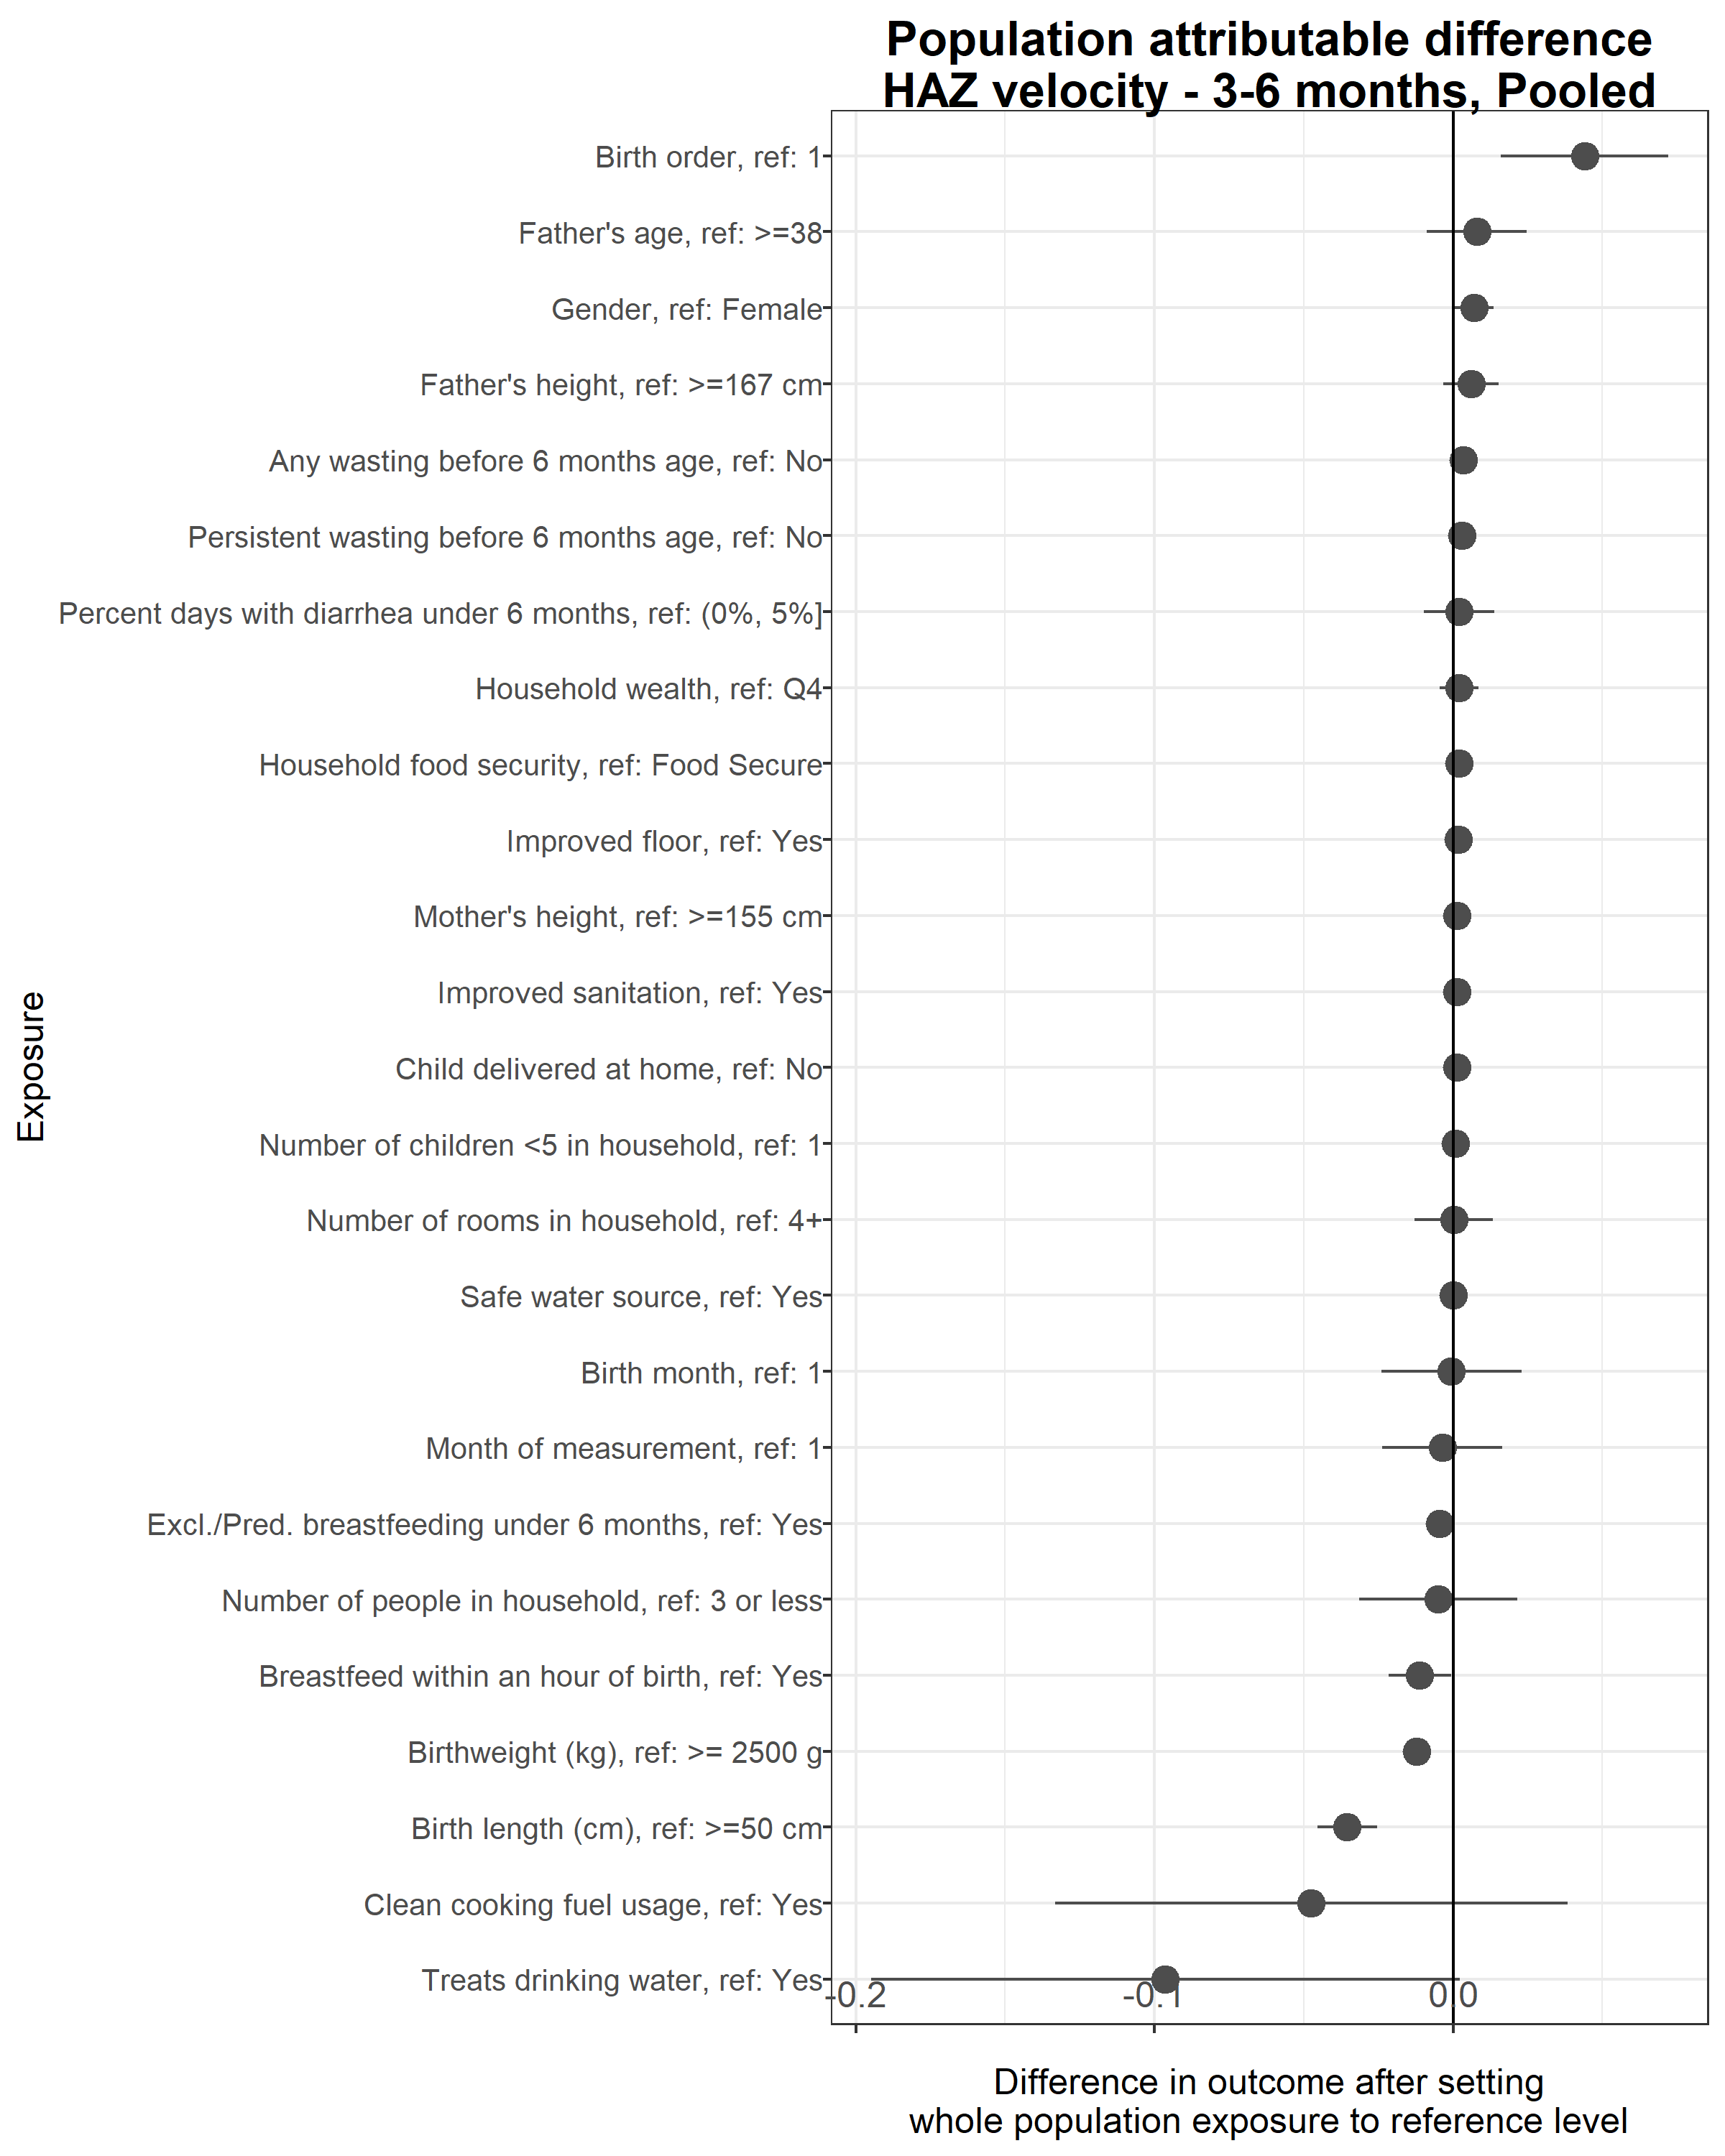 Population attributable difference
HAZ velocity - 3-6 months, Pooled
Birth order, ref: 1
Father's age, ref: >=38
Gender, ref: Female
Father's height, ref: >=167 cm
Any wasting before 6 months age, ref: No
Persistent wasting before 6 months age, ref: No
Percent days with diarrhea under 6 months, ref: (0%, 5%]
Household wealth, ref: Q4
Household food security, ref: Food Secure
Improved floor, ref: Yes
Mother's height, ref: >=155 cm
Improved sanitation, ref: Yes
Child delivered at home, ref: No
Number of children <5 in household, ref: 1
Number of rooms in household, ref: 4+
Safe water source, ref: Yes
Birth month, ref: 1
Month of measurement, ref: 1
Excl./Pred. breastfeeding under 6 months, ref: Yes
Number of people in household, ref: 3 or less
Breastfeed within an hour of birth, ref: Yes
Birthweight (kg), ref: >= 2500 g
Birth length (cm), ref: >=50 cm
Clean cooking fuel usage, ref: Yes
Treats drinking water, ref: Yes
Exposure
-0.2 -0.1 0.0
Difference in outcome after setting
whole population exposure to reference level